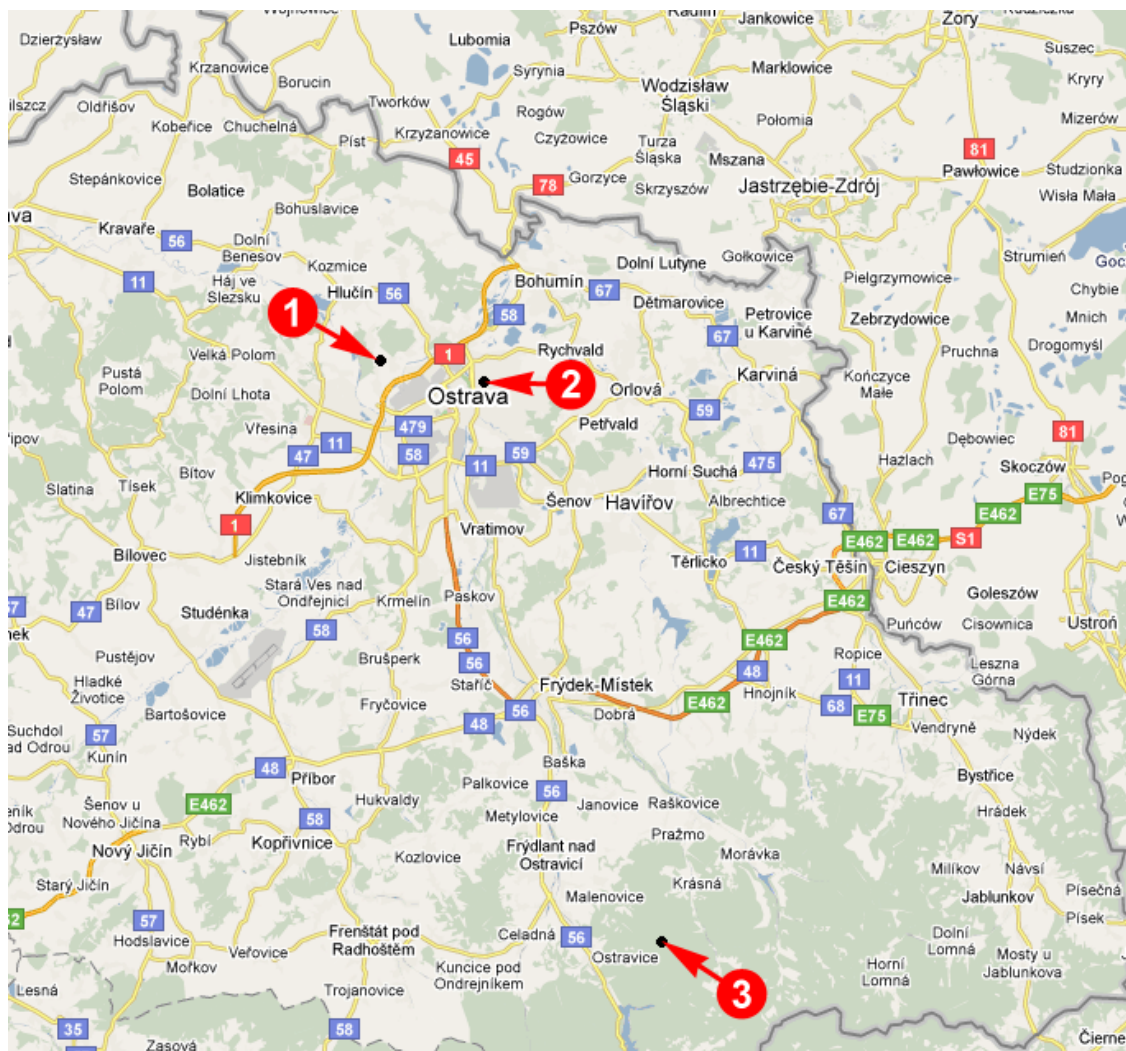 Radlin
Jankowice
Żory
Pszów
Suszec
Dzierżysław
Lubomia
Marklowice
Krzanowice
Syrynia
Kryry
Borucin
Wodzisław
Śląski
Oldřišov
Tworków
Rogów
Połomia
Mizerów
Kobeřice
Chuchelná
Krzyżanowice
Czyżowice
Píst
Turza
Śląska
Mszana
81
45
Pawłowice
Studzionka
Stepánkovice
Bolatice
78
Gorzyce
Skrzyszów
Jastrzębie-Zdrój
Wisła Mała
Bohuslavice
Kravaře
56
Dolní
Benesov
Gołkowice
Strumień
Kozmice
Dolní Lutyne
11
Háj ve
Slezsku
Hlučín
56
Bohumín
67
Dětmarovice
Pielgrzymowice
Chybie
1
58
Petrovice
u Karviné
Zebrzydowice
Mnich
67
Velká Polom
1
Rychvald
Pruchna
Drogomyśl
Pustá
Polom
2
Karviná
Kończyce
Małe
Dolní Lhota
Ostrava
Orlová
59
479
Petřvald
81
Vřesina
11
Dębowiec
47
58
59
Hazlach
Skoczów
Bítov
11
Horní Suchá
475
Slatina
Tísek
Klimkovice
Šenov
Havířov
Albrechtice
E75
E462
1
Vratimov
67
Bílovec
Jistebník
11
E462
E462
S1
Těrlicko
Český Těšín
Cieszyn
Stará Ves nad
Ondřejnicí
Paskov
Goleszów
Bílov
47
Studénka
Krmelín
E462
58
Puńców
Cisownica
Ustroń
56
E462
Pustějov
Brušperk
56
Ropice
Leszna
Górna
Hladké
Životice
Staříč
Frýdek-Místek
48
Hnojník
11
Bartošovice
Fryčovice
E462
68
Třinec
56
Dobrá
E75
Suchdol
57
48
Vendryně
Nýdek
Kunín
Baška
48
Příbor
Palkovice
Bystřice
56
Janovice
Raškovice
Šenov u
Nového Jičína
E462
Hukvaldy
Metylovice
Hrádek
58
Rybí
Kopřivnice
Pražmo
Nový Jičín
Kozlovice
Frýdlant nad
Ostravicí
Morávka
Milíkov
Návsí
Starý Jičín
Krásná
Malenovice
Jablunkov
Písečná
57
Písek
Hodslavice
Frenštát pod
Radhoštěm
Celadná
56
Dolní
Lomná
Veřovice
Ostravice
Mosty u
Jablunkova
Mořkov
Kuncice pod
Ondrejníkem
Horní
Lomná
3
Lesná
Trojanovice
35
58
Zasová